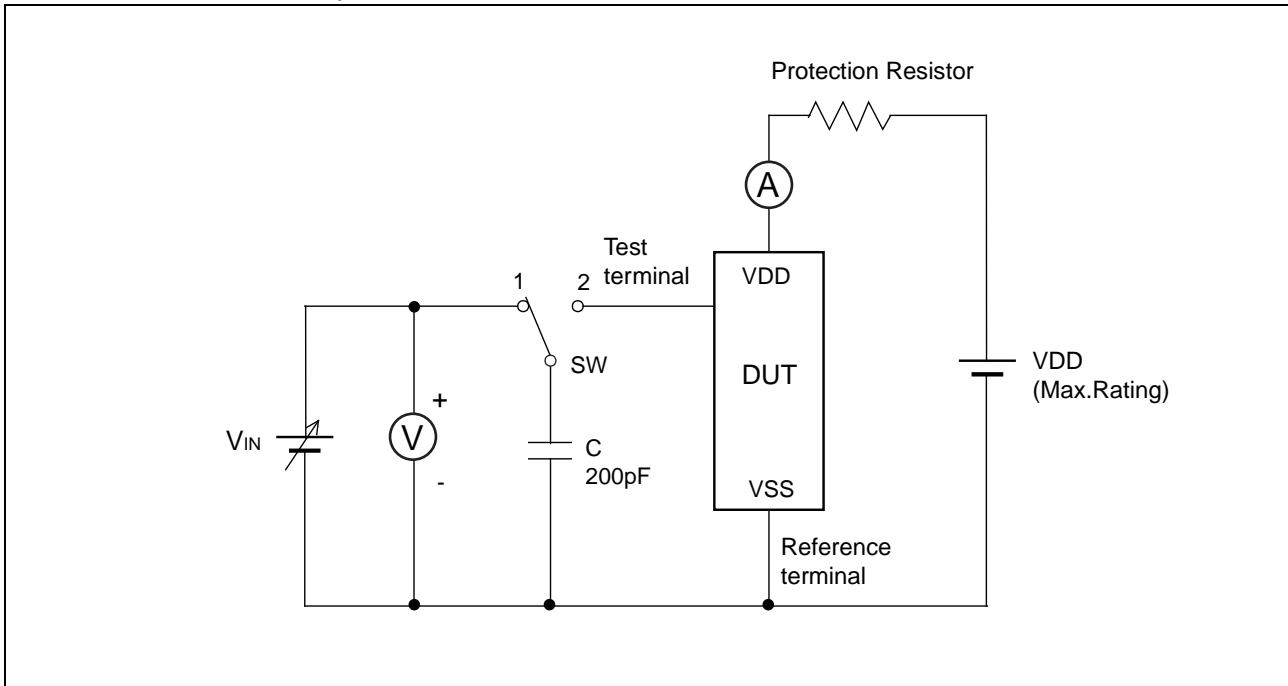 Protection Resistor
A
Test
terminal
1
2
VDD
SW
DUT
VDD
(Max.Rating)
+
VIN
V
C
200pF
-
VSS
Reference
terminal